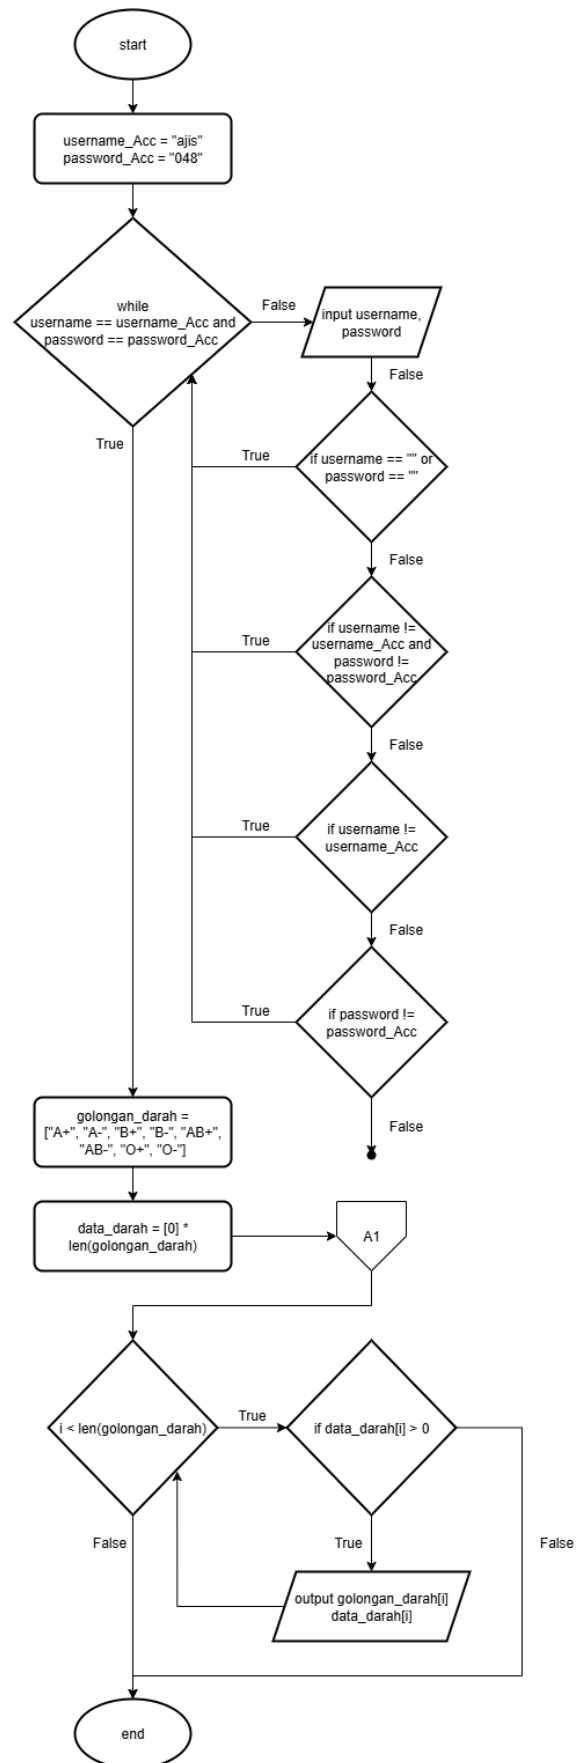 start
username_Acc = "ajis"
password_Acc = "048"
while
username == username_Acc and
password == password_Acc
False
input username,
password
False
True
True
if username == "" or
password == ""
False
True
if username !=
username_Acc and
password !=
password_Acc
False
True
if username !=
username_Acc
False
True
if password !=
password_Acc
False
golongan_darah =
["A+", "A-", "B+", "B-", "AB+",
"AB-", "O+", "O-"]
data_darah = [0] *
len(golongan_darah)
A1
i < len(golongan_darah)
True
if data_darah[i] > 0
False
True
False
output golongan_darah[i]
data_darah[i]
end